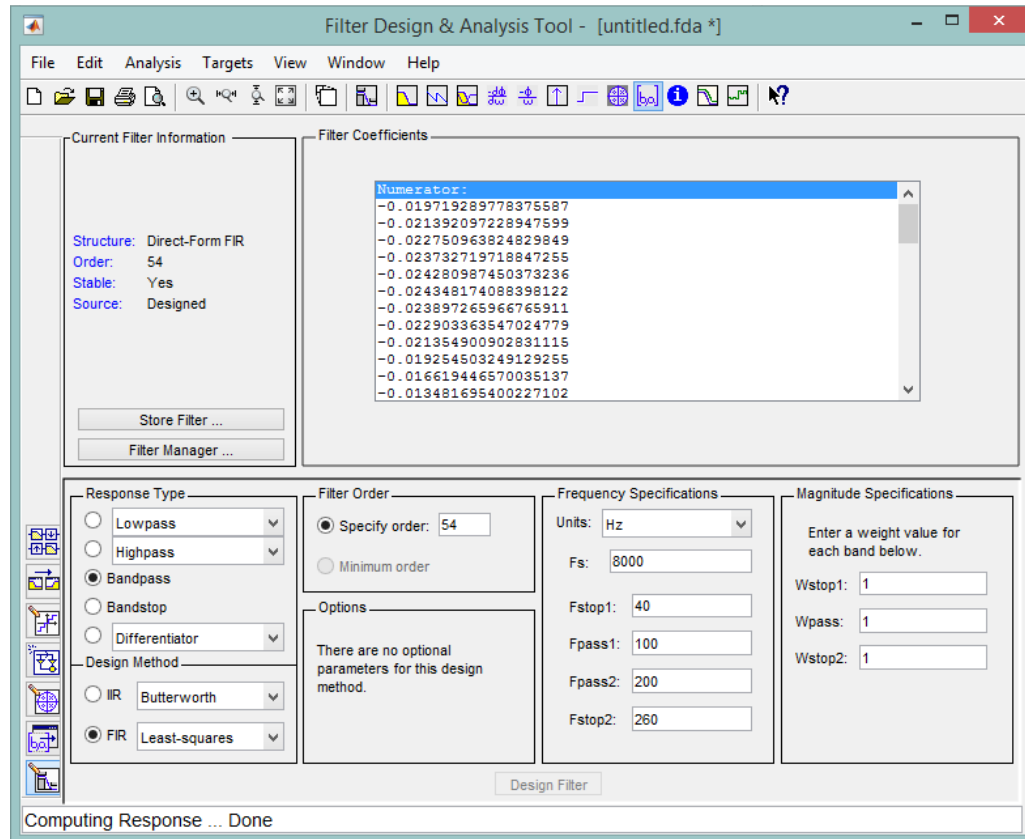 Filter Design & Analysis Tool - [untitled.fda *]
File Edit Analysis Targets View Window Help
Current Filter Information
Structure: Direct-Form FIR
Order: 54
Stable: Yes
Source: Designed
Store Filter ...
Filter Manager ...
Filter Coefficients
Numerator:
-0.019719289778375587
-0.021392097228947599
-0.022750963824829849
-0.023732719718847255
-0.024280987450373236
-0.024348174088398122
-0.023897265966765911
-0.022903363547024779
-0.021354900902831115
-0.019254503249129255
-0.016619446570035137
-0.013481695400227102
Response Type
Lowpass
Highpass
Bandpass
Bandstop
Differentiator
Design Method
IIR Butterworth
FIR Least-squares
Filter Order
Specify order: 54
Minimum order
Options
There are no optional
parameters for this design
method.
Frequency Specifications
Units: Hz
Fs: 8000
Fstop1: 40
Fpass1: 100
Fpass2: 200
Fstop2: 260
Magnitude Specifications
Enter a weight value for
each band below.
Wstop1: 1
Wpass: 1
Wstop2: 1
Design Filter
Computing Response ... Done